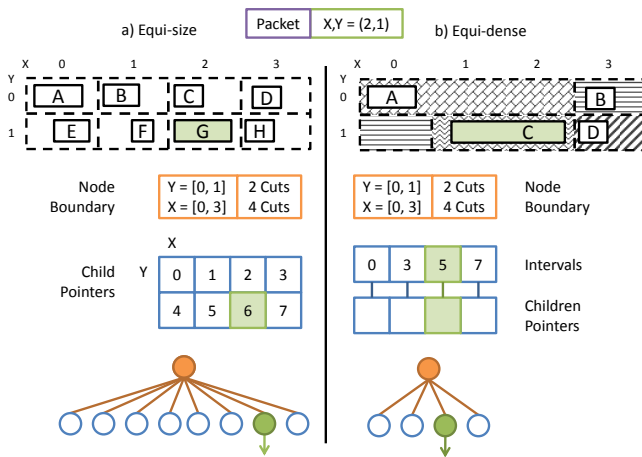 a) Equi-size
Packet X,Y = (2,1)
b) Equi-dense
X 0 1 2 3
Y
0 A B C D
1 E F G H
X 0 1 2 3
Y
0 A B
1 C D
Node Boundary
Y = [0, 1] 2 Cuts
X = [0, 3] 4 Cuts
Y = [0, 1] 2 Cuts
X = [0, 3] 4 Cuts
Node Boundary
X
Child Pointers
Y
0 1 2 3
4 5 6 7
0 3 5 7
Intervals
Children Pointers